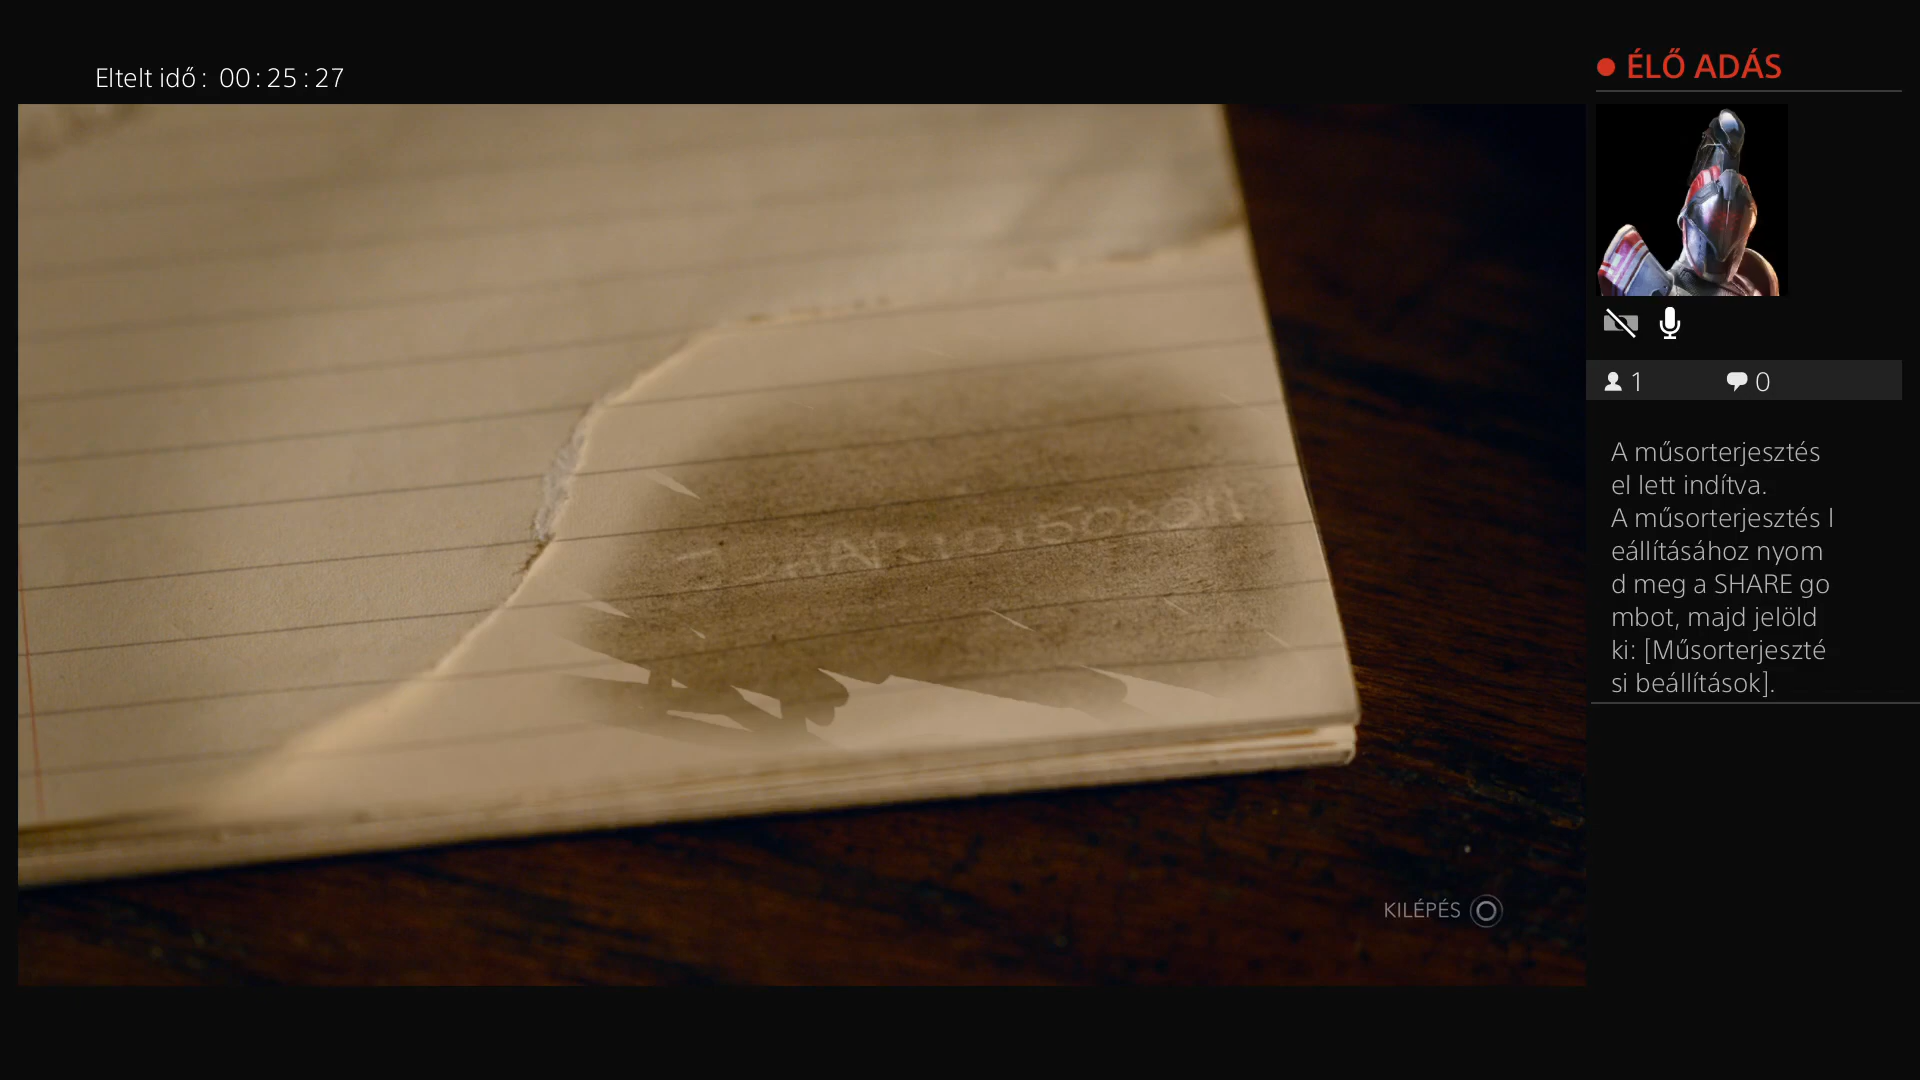 Eltelt idő: 00:25:27
ÉLŐ ADÁS
1 0
A műsorterjesztés
el lett indítva.
A műsorterjesztés l
eállításához nyom
d meg a SHARE go
mbot, majd jelöld
ki: [Műsorterjeszté
si beállítások].
KILÉPÉS